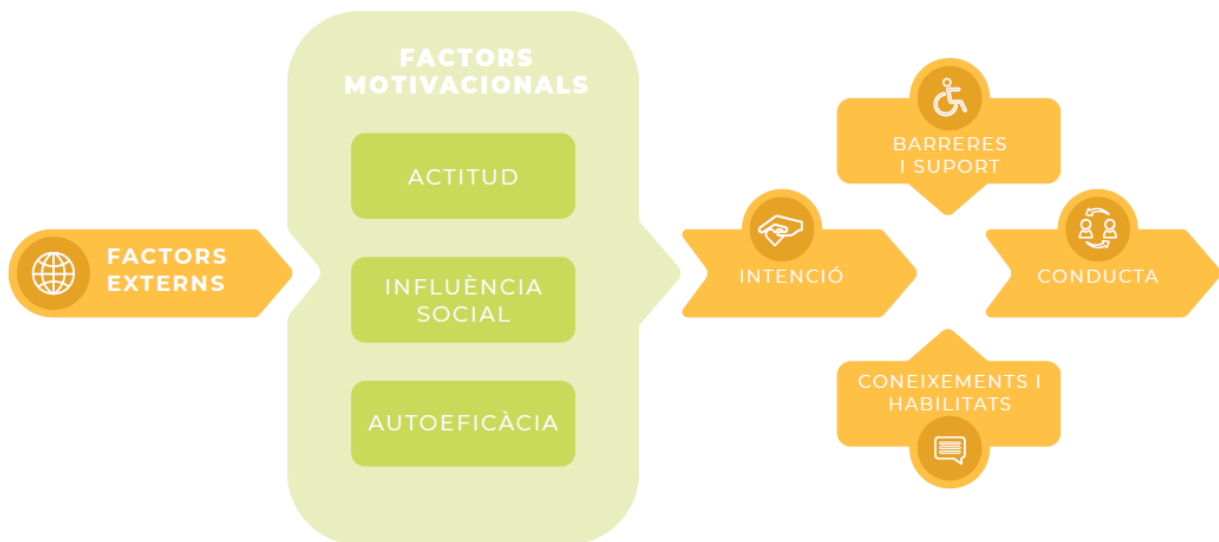 FACTORS
EXTERNS
FACTORS
MOTIVACIONALS
ACTITUD
INFLUÈNCIA
SOCIAL
AUTOEFICÀCIA
INTENCIÓ
BARRERES
I SUPORT
CONEIXEMENTS I
HABILITATS
CONDUCTA